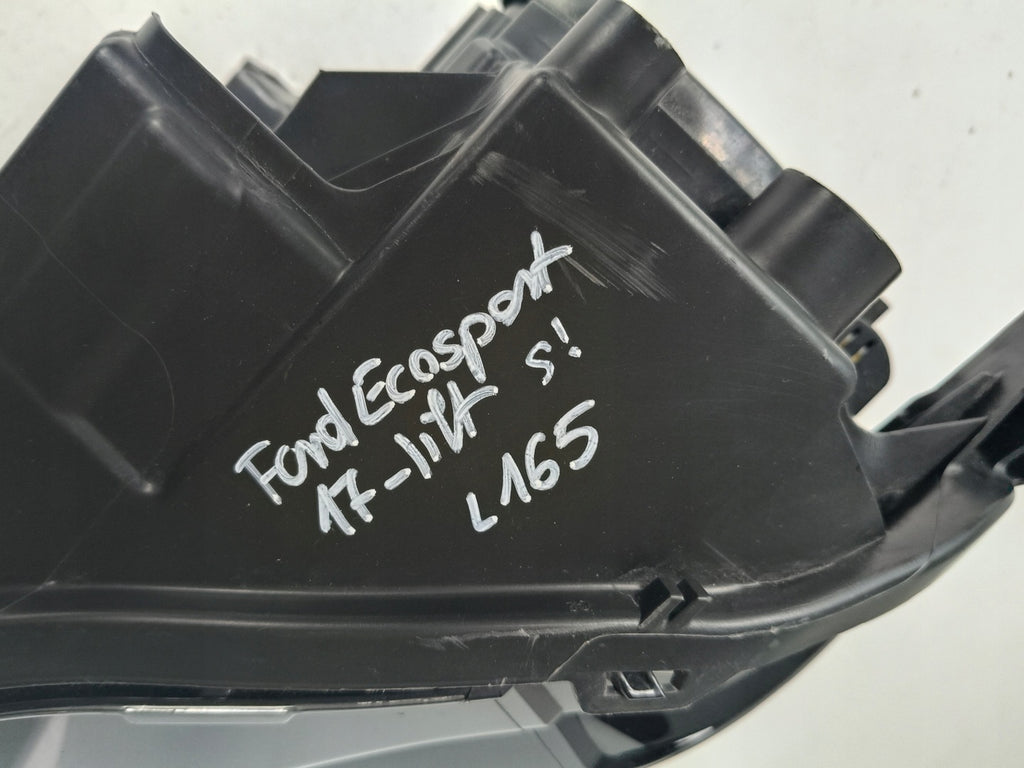 Ford Ecosport
17-lift S!
L165